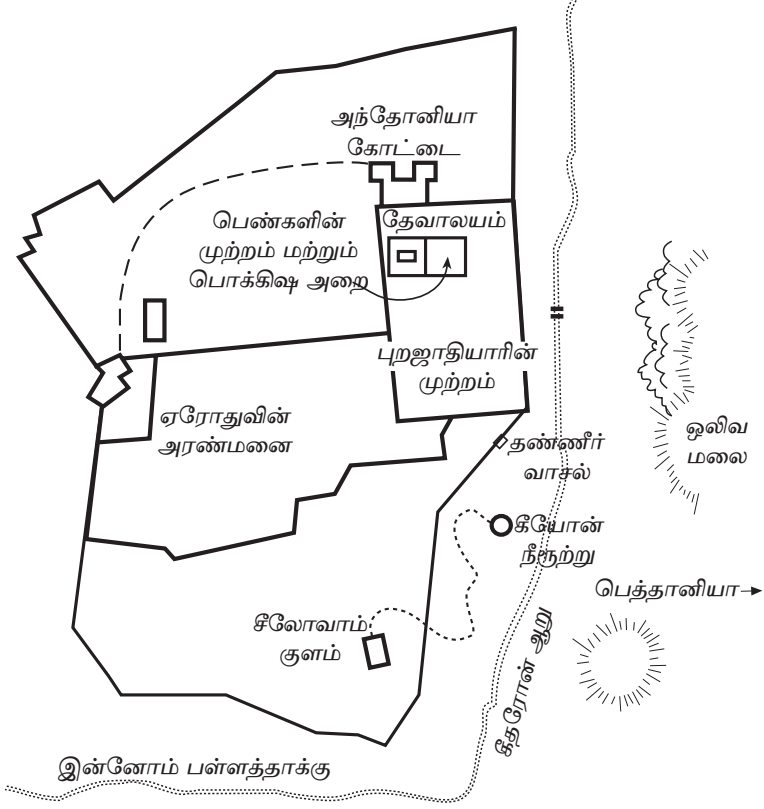 அந்தோனியா
கோட்டை
பெண்களின்
முற்றம் மற்றும்
பொக்கிஷ அறை
தேவாலயம்
புறஜாதியாரின்
முற்றம்
ஏரோதுவின்
அரண்மனை
தண்ணீர்
வாசல்
ஒலிவ
மலை
கீயோன்
நீரூற்று
பெத்தானியா
சீலோவாம்
குளம்
கீதரோன் ஆறு
இன்னோம் பள்ளத்தாக்கு